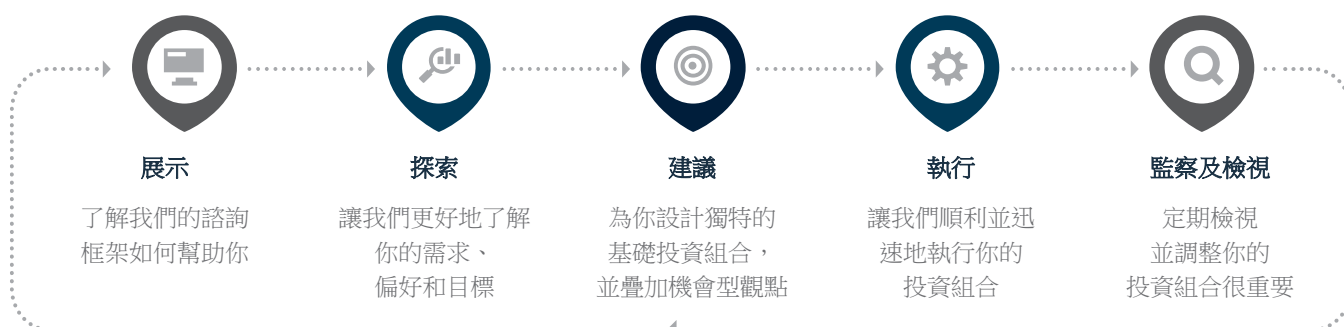 展示
了解我們的諮詢
框架如何幫助你
探索
讓我們更好地了解
你的需求、
偏好和目標
建議
為你設計獨特的
基礎投資組合，
並疊加機會型觀點
執行
讓我們順利並迅
速地執行你的
投資組合
監察及檢視
定期檢視
並調整你的
投資組合很重要